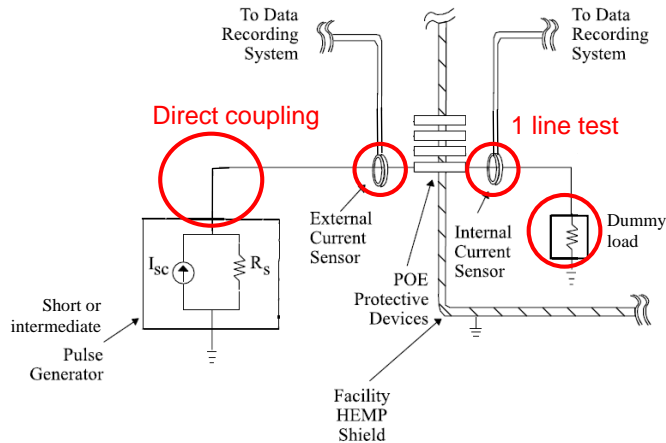 To Data
Recording
System
To Data
Recording
System
Direct coupling
1 line test
External
Current
Sensor
Internal
Current
Sensor
Dummy
load
Isc
Rs
POE
Protective
Devices
Short or
intermediate
Pulse
Generator
Facility
HEMP
Shield